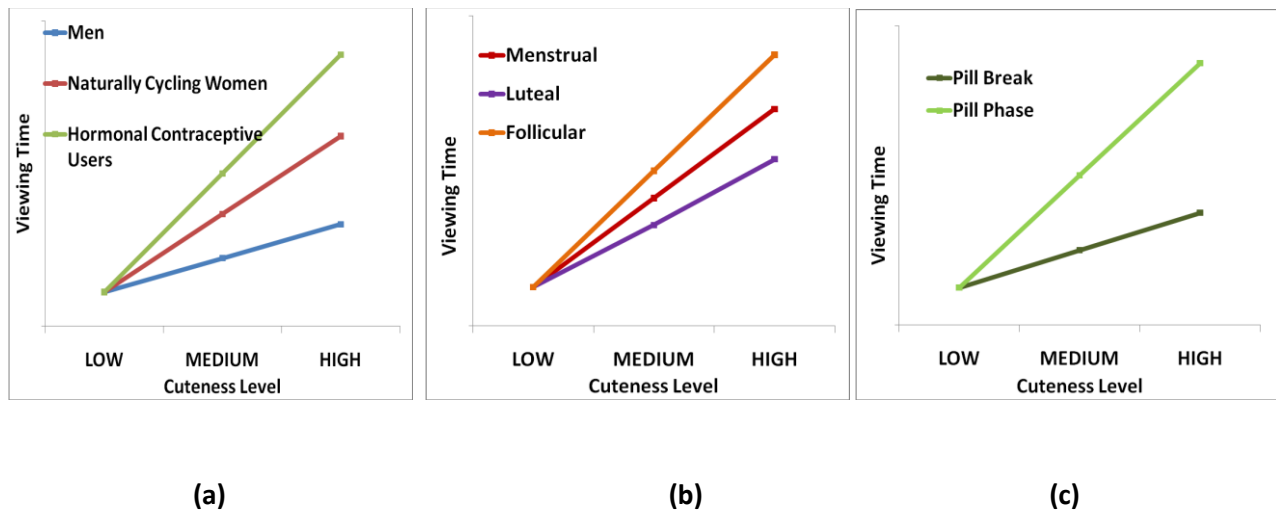 Men
Naturally Cycling Women
Hormonal Contraceptive
Users
Viewing Time
LOW MEDIUM HIGH
Cuteness Level
Menstrual
Luteal
Follicular
Viewing Time
LOW MEDIUM HIGH
Cuteness Level
Pill Break
Pill Phase
Viewing Time
LOW MEDIUM HIGH
Cuteness Level
(a) (b) (c)